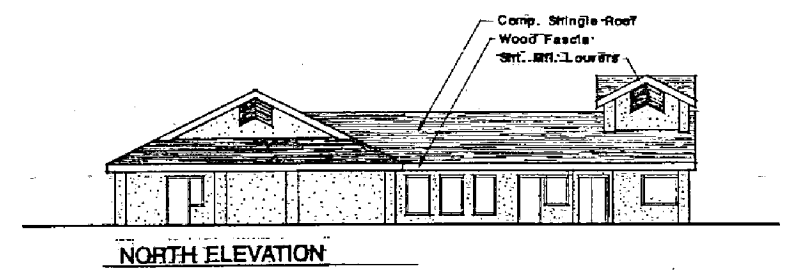 Comp. Shingle Roof
Wood Fascia
Sht. Mtl. Louvers
NORTH ELEVATION